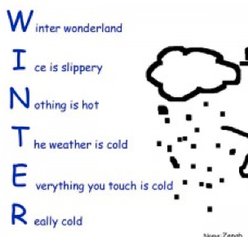 Winter wonderland
Ice is slippery
Nothing is hot
The weather is cold
Everything you touch is cold
Really cold